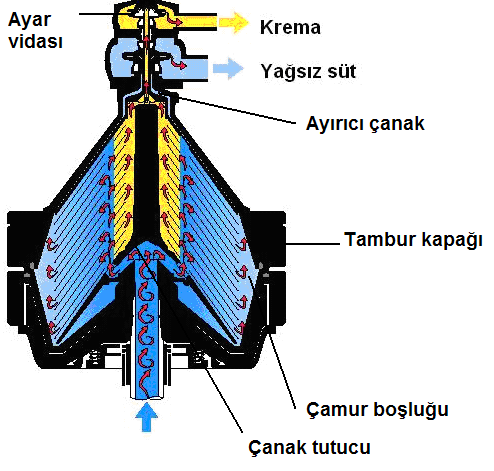 Ayar
vidası
Krema
Yağsız süt
Ayırıcı çanak
Tambur kapağı
Çamur boşluğu
Çanak tutucu